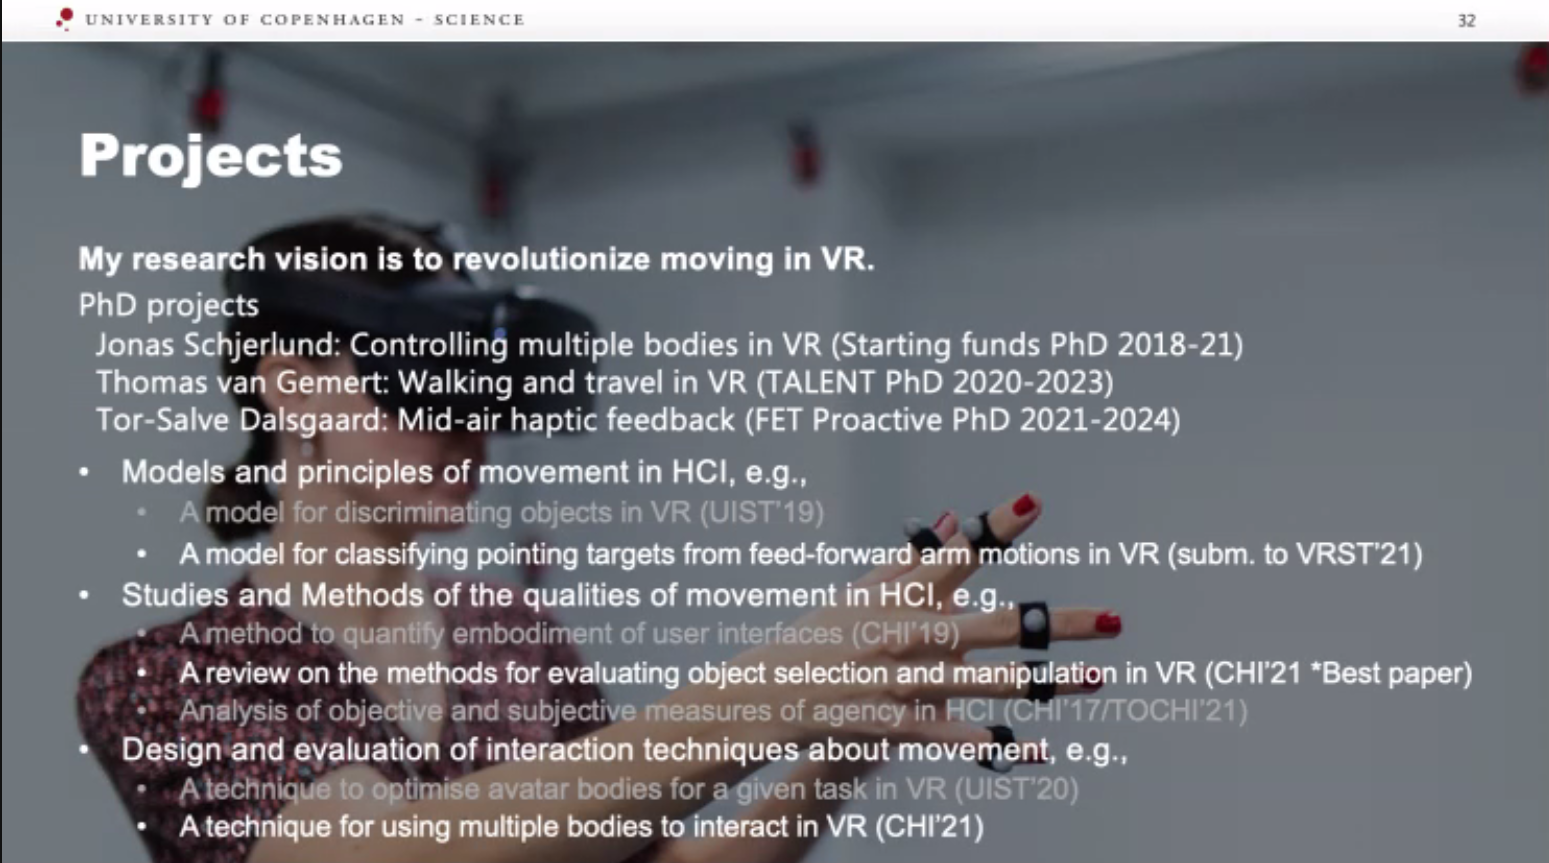 UNIVERSITY OF COPENHAGEN - SCIENCE
32
Projects
My research vision is to revolutionize moving in VR.
PhD projects
Jonas Schjerlund: Controlling multiple bodies in VR (Starting funds PhD 2018-21)
Thomas van Gemert: Walking and travel in VR (TALENT PhD 2020-2023)
Tor-Salve Dalsgaard: Mid-air haptic feedback (FET Proactive PhD 2021-2024)
• Models and principles of movement in HCI, e.g.,
• A model for discriminating objects in VR (UIST'19)
• A model for classifying pointing targets from feed-forward arm motions in VR (subm. to VRST'21)
• Studies and Methods of the qualities of movement in HCI, e.g.,
• A method to quantify embodiment of user interfaces (CHI'19)
• A review on the methods for evaluating object selection and manipulation in VR (CHI'21 *Best paper)
• Analysis of objective and subjective measures of agency in HCI (CHI'17/TOCHI'21)
• Design and evaluation of interaction techniques about movement, e.g.,
• A technique to optimise avatar bodies for a given task in VR (UIST'20)
• A technique for using multiple bodies to interact in VR (CHI'21)